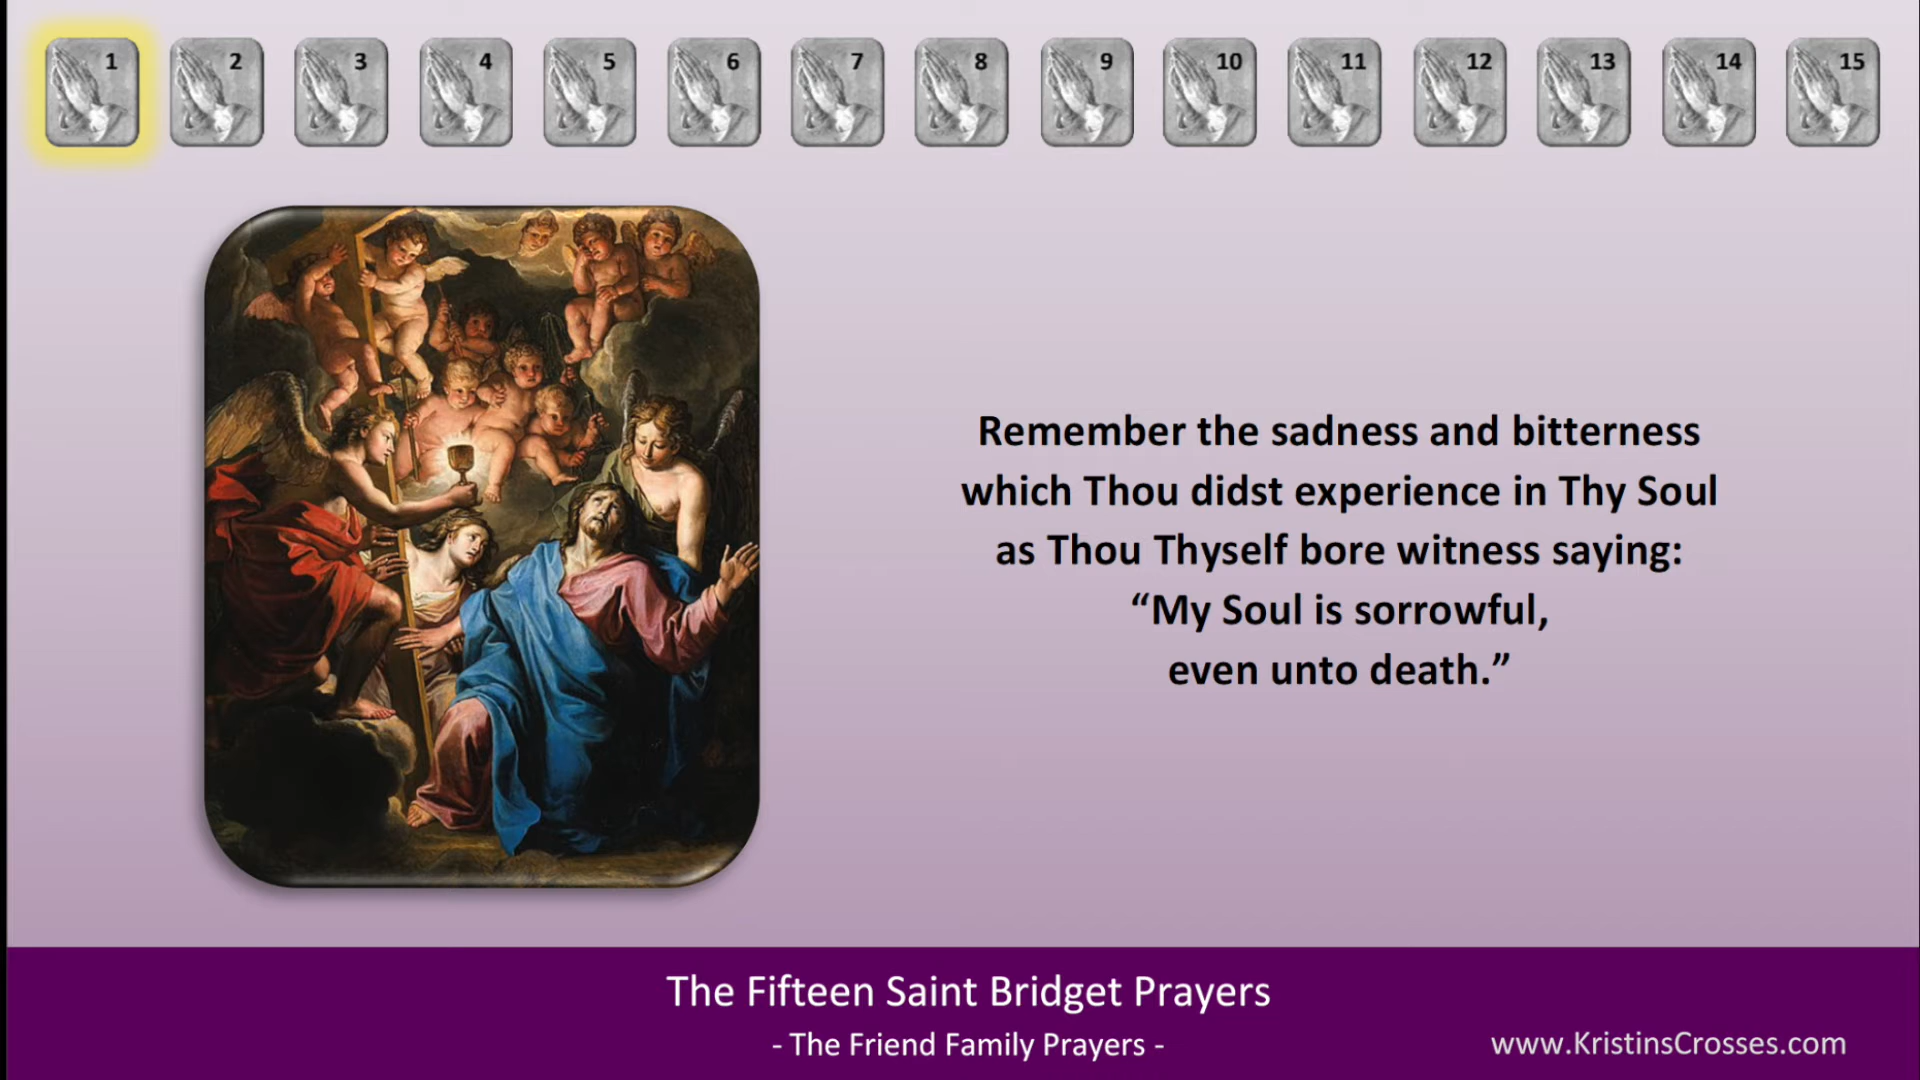 1 2 3 4 5 6 7 8 9 10 11 12 13 14 15
Remember the sadness and bitterness
which Thou didst experience in Thy Soul
as Thou Thyself bore witness saying:
“My Soul is sorrowful,
even unto death.”
The Fifteen Saint Bridget Prayers
- The Friend Family Prayers -
www.KristinsCrosses.com